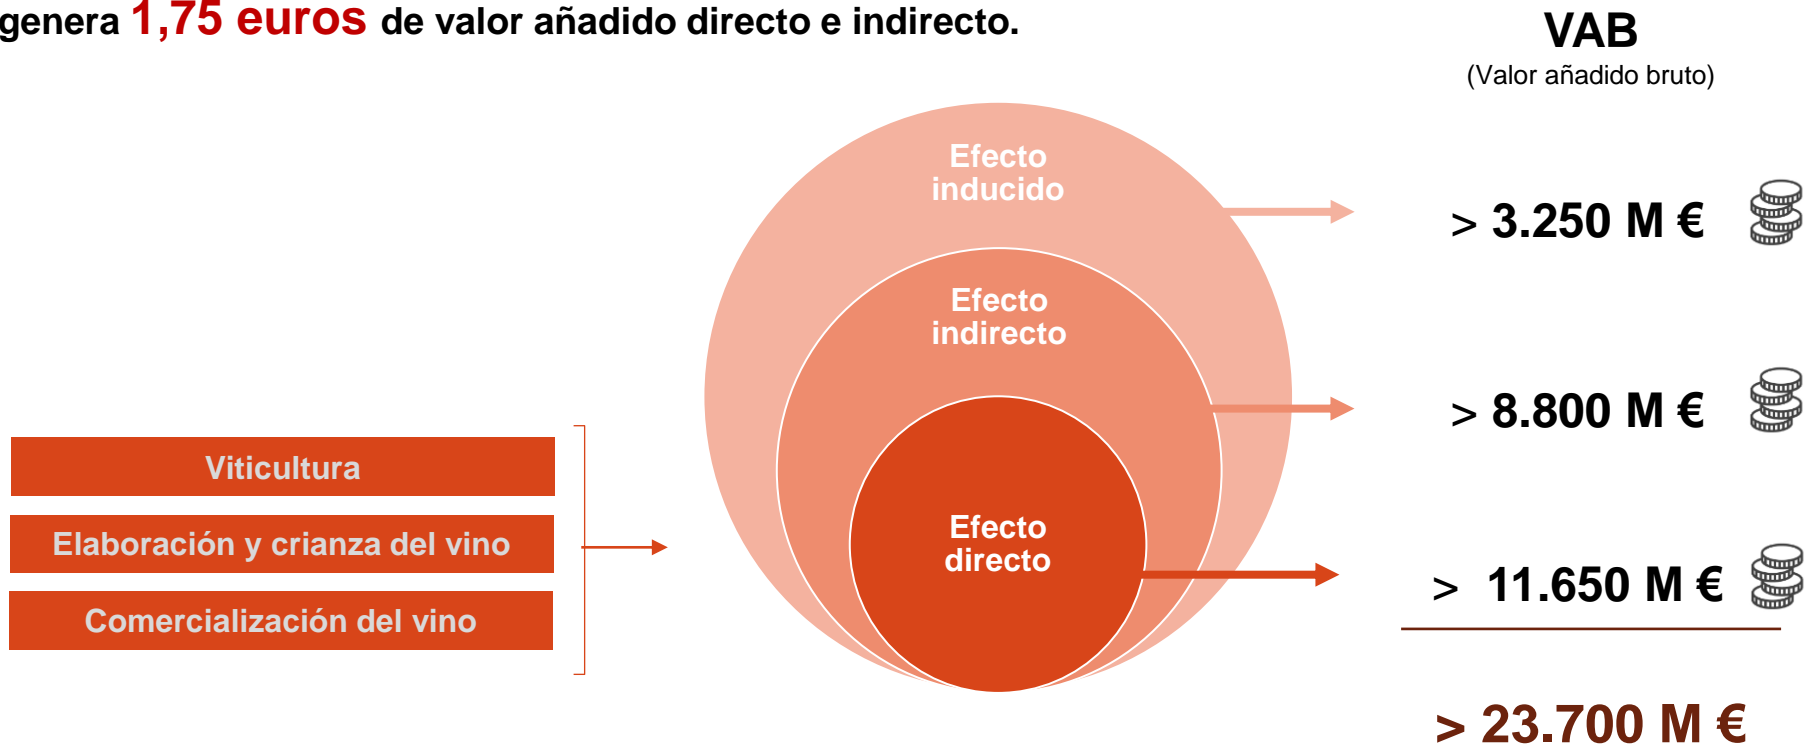 genera 1,75 euros de valor añadido directo e indirecto.
VAB
(Valor añadido bruto)
Efecto
inducido
> 3.250 M €
Efecto
indirecto
> 8.800 M €
Viticultura
Elaboración y crianza del vino
Comercialización del vino
Efecto
directo
> 11.650 M €
> 23.700 M €